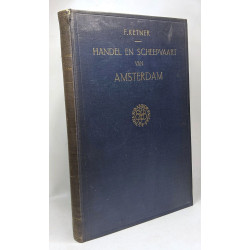 F. KETNER
HANDEL EN SCHEEPVAART
VAN
AMSTERDAM